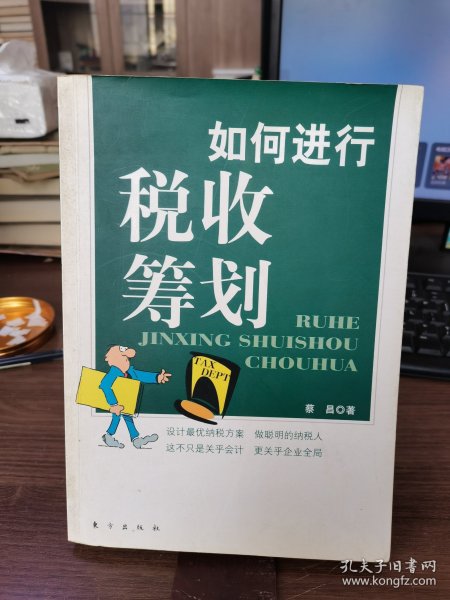 如何进行
税收
筹划
RUHE
JINXING SHUISHOU
CHOUHUA
TAX
DEPT
蔡 昌◎著
设计最优纳税方案 做聪明的纳税人
这不只是关乎会计 更关乎企业全局
东方出版社
孔夫子旧书网
www.kongfz.com